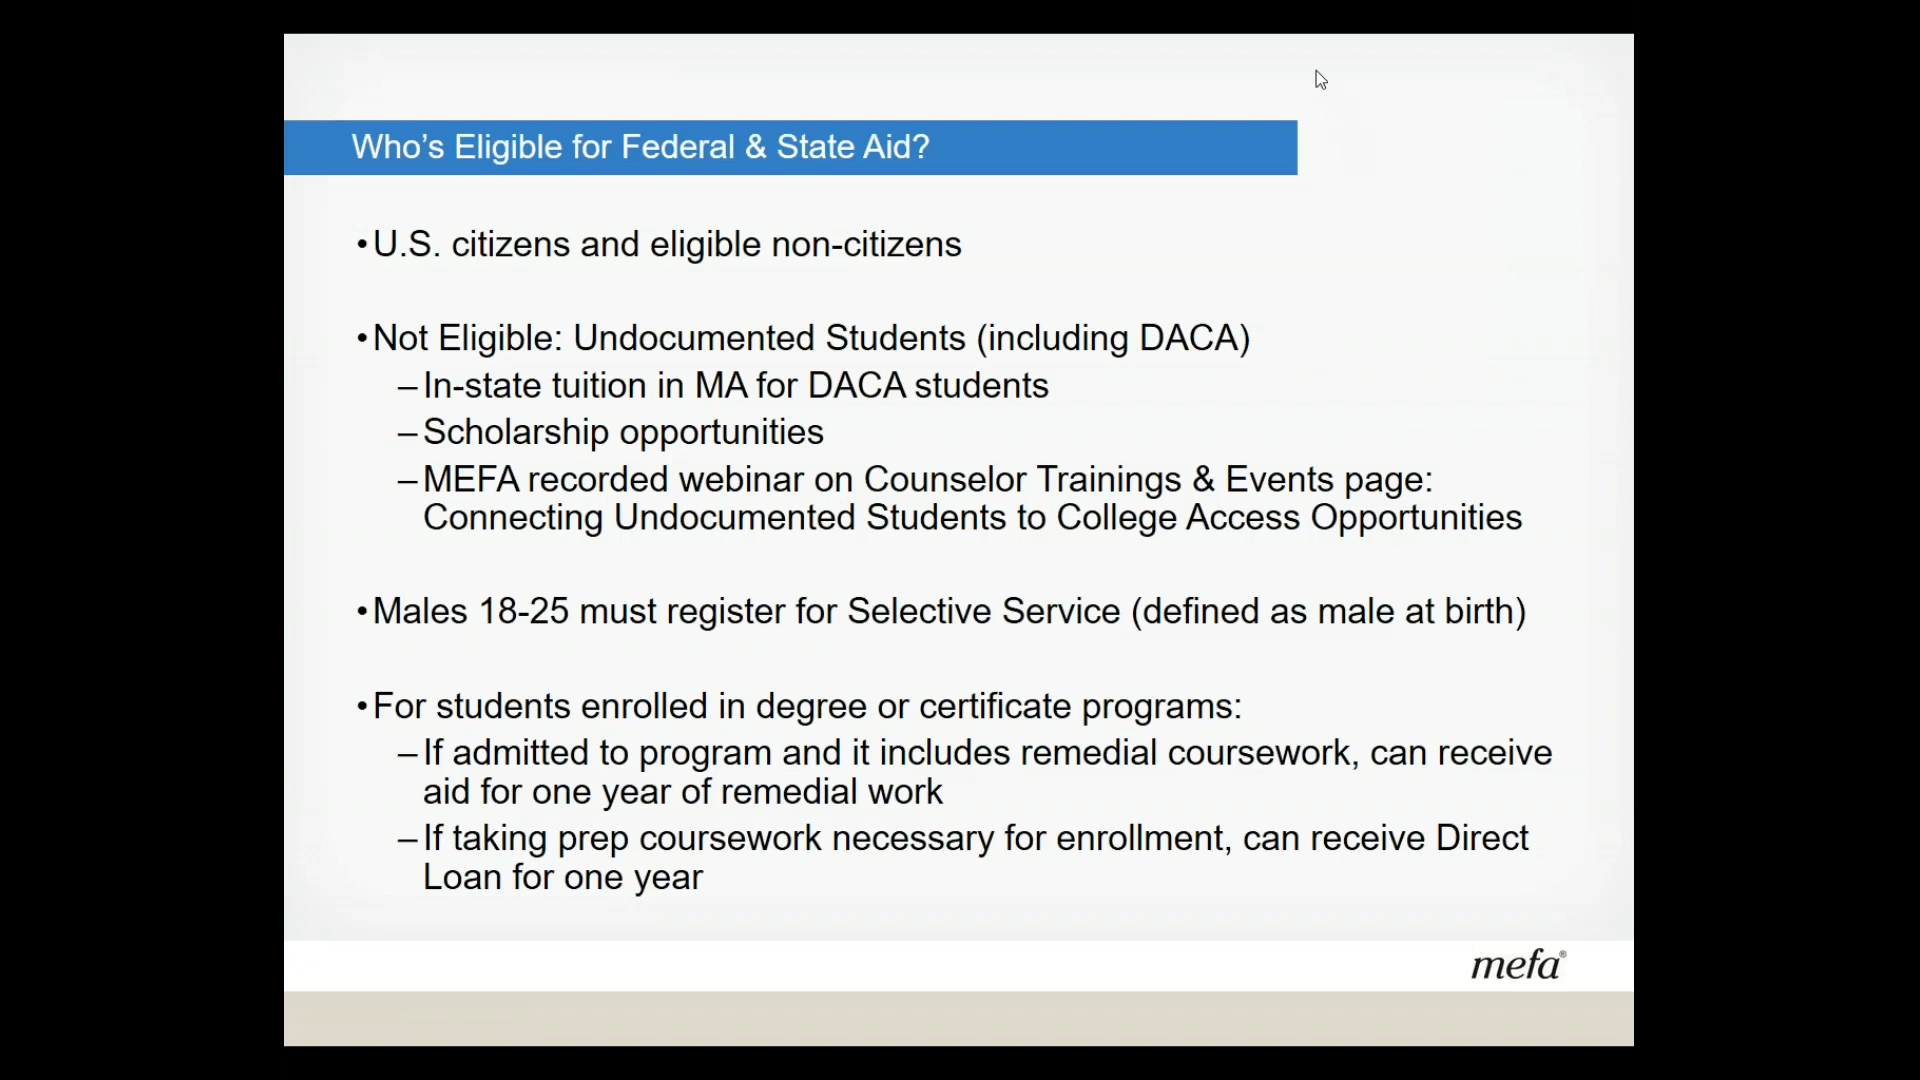 Who’s Eligible for Federal & State Aid?
•U.S. citizens and eligible non-citizens
•Not Eligible: Undocumented Students (including DACA)
–In-state tuition in MA for DACA students
–Scholarship opportunities
–MEFA recorded webinar on Counselor Trainings & Events page:
Connecting Undocumented Students to College Access Opportunities
•Males 18-25 must register for Selective Service (defined as male at birth)
•For students enrolled in degree or certificate programs:
–If admitted to program and it includes remedial coursework, can receive
aid for one year of remedial work
–If taking prep coursework necessary for enrollment, can receive Direct
Loan for one year
mefa®